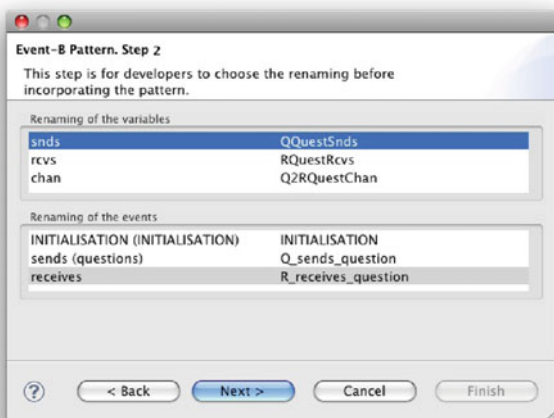 Event-B Pattern. Step 2
This step is for developers to choose the renaming before
incorporating the pattern.
Renaming of the variables
snds QQuestSnds
rcvs RQuestRcvs
chan Q2RQuestChan
Renaming of the events
INITIALISATION (INITIALISATION) INITIALISATION
sends (questions) Q_sends_question
receives R_receives_question
? < Back Next > Cancel Finish